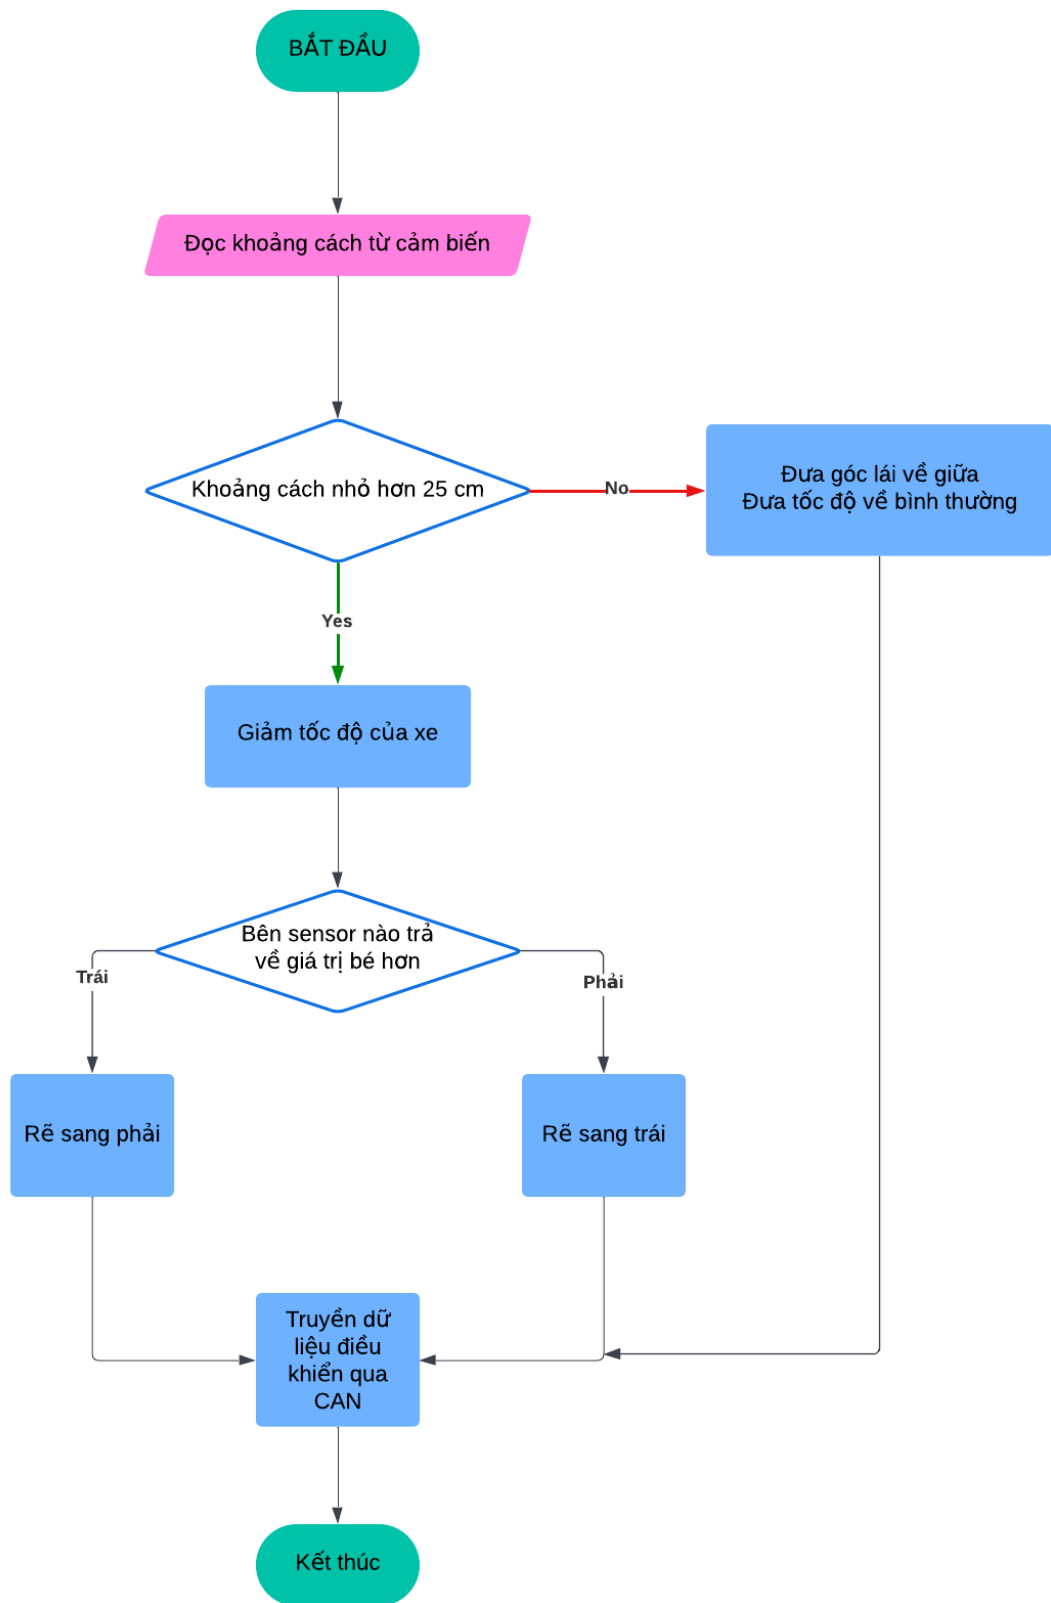 BẮT ĐẦU
Đọc khoảng cách từ cảm biến
Khoảng cách nhỏ hơn 25 cm
No
Đưa góc lái về giữa
Đưa tốc độ về bình thường
Yes
Giảm tốc độ của xe
Bên sensor nào trả
về giá trị bé hơn
Trái
Phải
Rẽ sang phải
Rẽ sang trái
Truyền dữ
liệu điều
khiển qua
CAN
Kết thúc